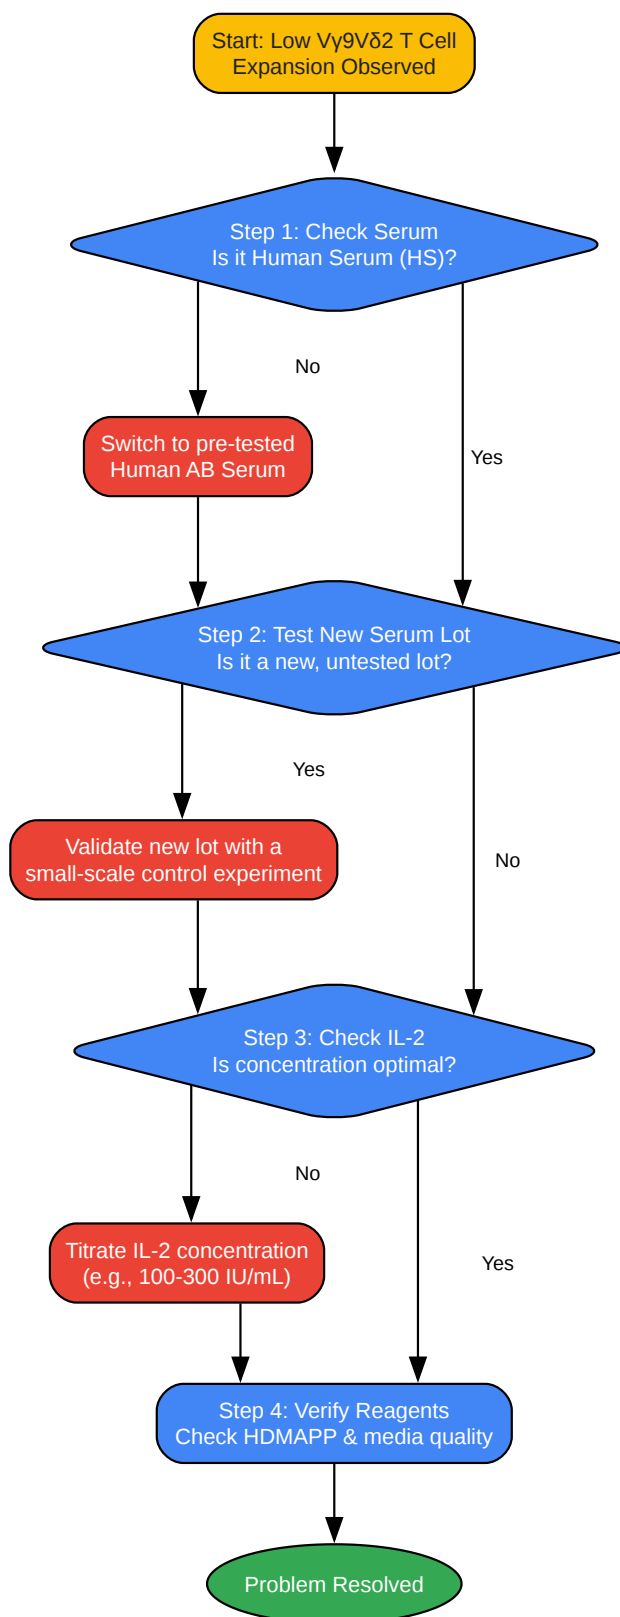 Start: Low Vγ9Vδ2 T Cell
Expansion Observed
Step 1: Check Serum
Is it Human Serum (HS)?
No
Switch to pre-tested
Human AB Serum
Yes
Step 2: Test New Serum Lot
Is it a new, untested lot?
Yes
Validate new lot with a
small-scale control experiment
No
Step 3: Check IL-2
Is concentration optimal?
No
Titrate IL-2 concentration
(e.g., 100-300 IU/mL)
Yes
Step 4: Verify Reagents
Check HDMAPP & media quality
Problem Resolved